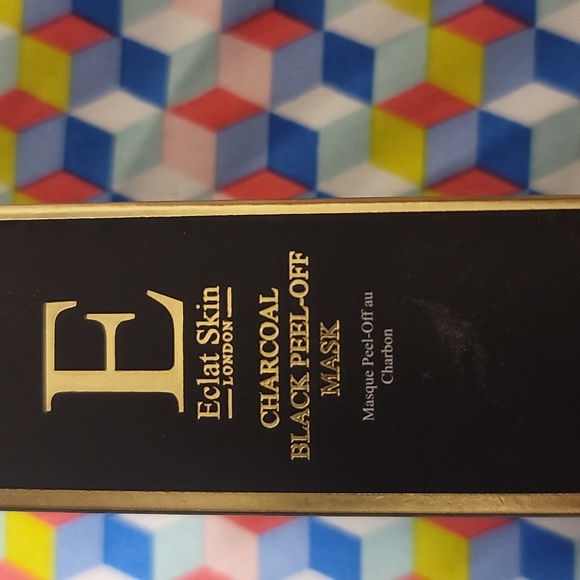 E
Eclat Skin
LONDON
CHARCOAL
BLACK PEEL-OFF
MASK
Masque Peel-Off au
Charbon